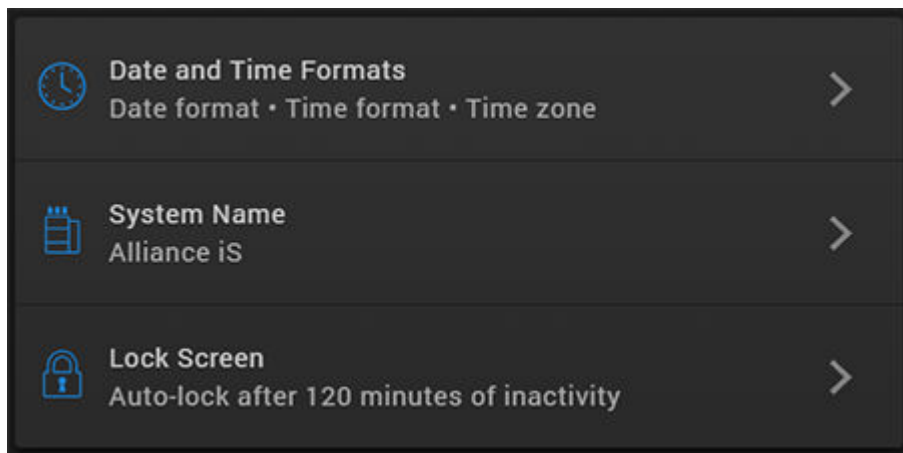 Date and Time Formats
Date format • Time format • Time zone
System Name
Alliance iS
Lock Screen
Auto-lock after 120 minutes of inactivity